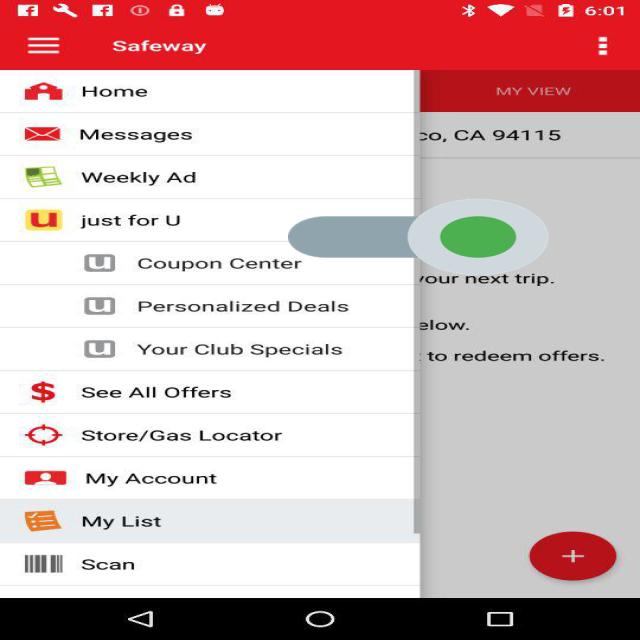 6:01
Safeway
Home
MY VIEW
Messages
co, CA 94115
Weekly Ad
just for U
Coupon Center
your next trip.
Personalized Deals
elow.
Your Club Specials
to redeem offers.
See All Offers
Store/Gas Locator
My Account
My List
Scan